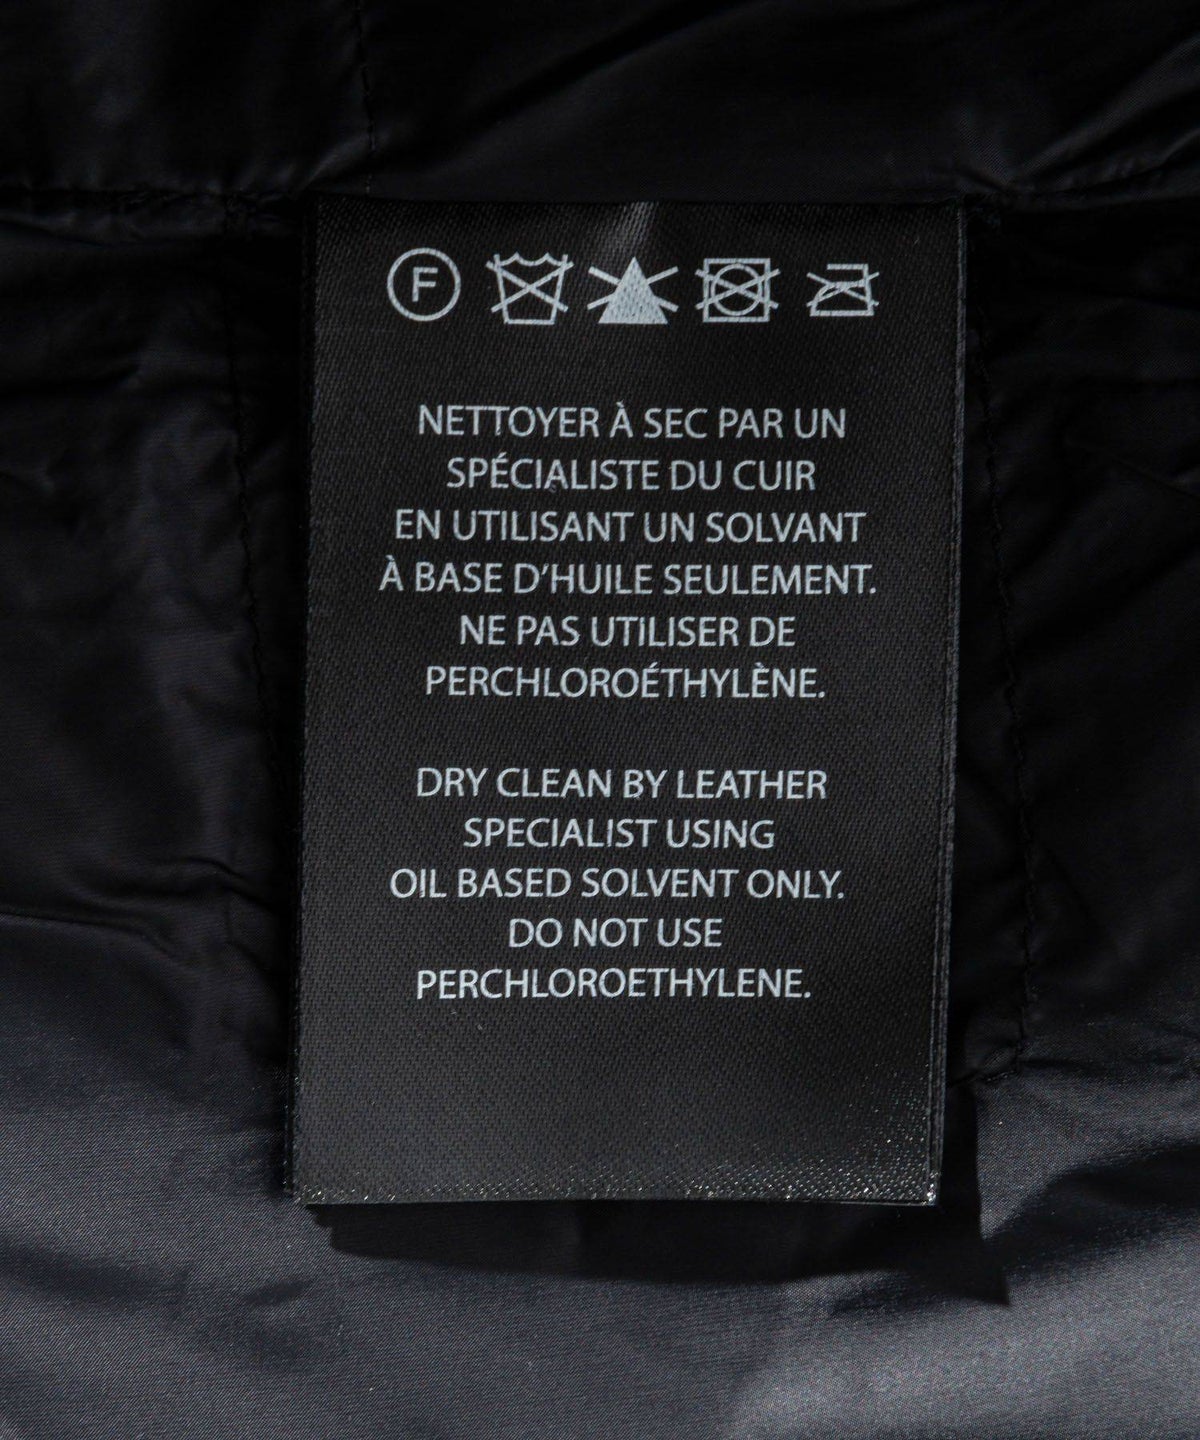 F
NETTOYER À SEC PAR UN
SPÉCIALISTE DU CUIR
EN UTILISANT UN SOLVANT
À BASE D'HUILE SEULEMENT.
NE PAS UTILISER DE
PERCHLOROÉTHYLÈNE.
DRY CLEAN BY LEATHER
SPECIALIST USING
OIL BASED SOLVENT ONLY.
DO NOT USE
PERCHLOROETHYLENE.